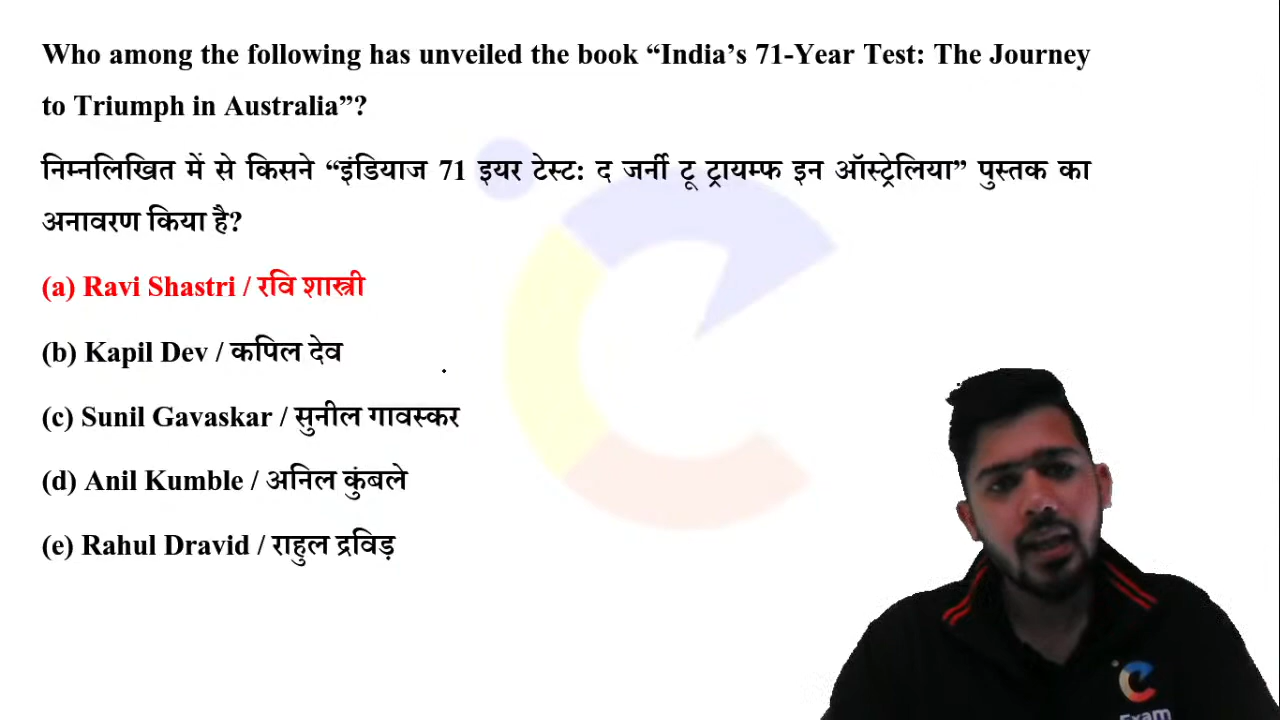 Who among the following has unveiled the book “India’s 71-Year Test: The Journey
to Triumph in Australia”?
निम्नलिखित में से किसने “इंडियाज 71 इयर टेस्ट: द जर्नी टू ट्रायम्फ इन ऑस्ट्रेलिया” पुस्तक का
अनावरण किया है?
(a) Ravi Shastri / रवि शास्त्री
(b) Kapil Dev / कपिल देव
(c) Sunil Gavaskar / सुनील गावस्कर
(d) Anil Kumble / अनिल कुंबले
(e) Rahul Dravid / राहुल द्रविड़
Exam